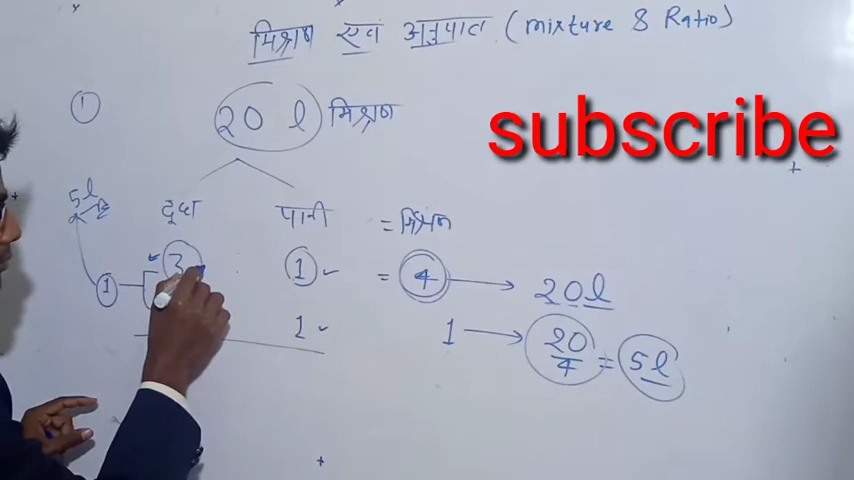 मिश्रण एवं अनुपात (mixture & Ratio)
1
20 l मिश्रण
subscribe
5l
दूध पानी = मिश्रण
3 1 = 4 → 20l
1
1 1 → 20/4 = 5l